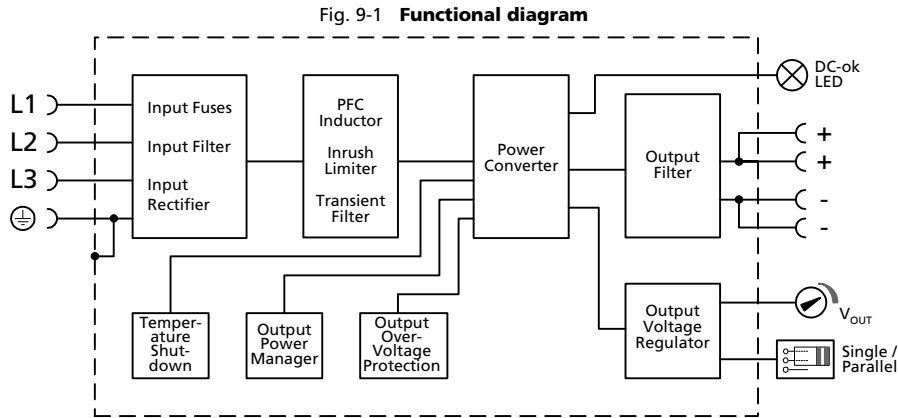 Fig. 9-1 Functional diagram
L1
L2
L3
Input Fuses
Input Filter
Input
Rectifier
PFC
Inductor
Inrush
Limiter
Transient
Filter
Power
Converter
Output
Filter
DC-ok
LED
+
+
-
-
Temper-
ature
Shut-
down
Output
Power
Manager
Output
Over-
Voltage
Protection
Output
Voltage
Regulator
VOUT
Single /
Parallel